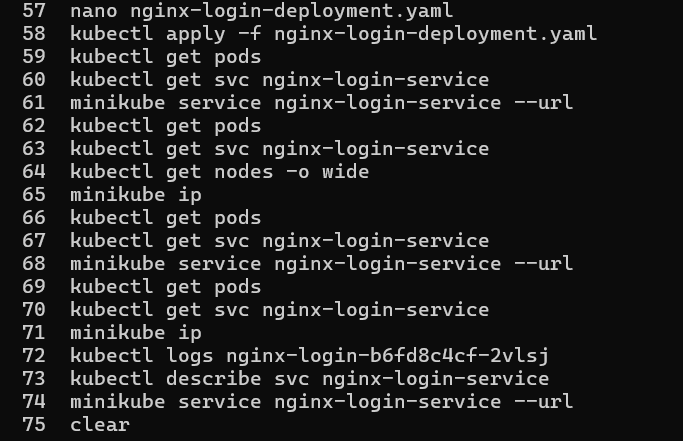 57 nano nginx-login-deployment.yaml
58 kubectl apply -f nginx-login-deployment.yaml
59 kubectl get pods
60 kubectl get svc nginx-login-service
61 minikube service nginx-login-service --url
62 kubectl get pods
63 kubectl get svc nginx-login-service
64 kubectl get nodes -o wide
65 minikube ip
66 kubectl get pods
67 kubectl get svc nginx-login-service
68 minikube service nginx-login-service --url
69 kubectl get pods
70 kubectl get svc nginx-login-service
71 minikube ip
72 kubectl logs nginx-login-b6fd8c4cf-2vlsj
73 kubectl describe svc nginx-login-service
74 minikube service nginx-login-service --url
75 clear